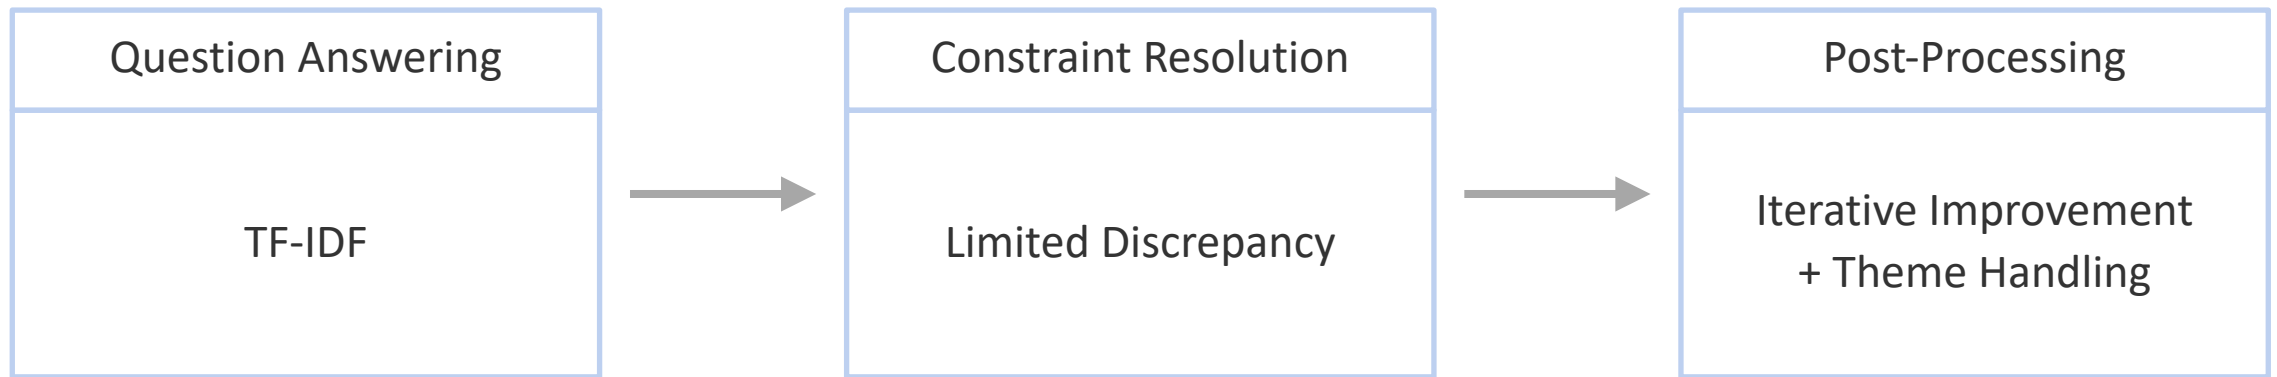 Question Answering
TF-IDF
Constraint Resolution
Limited Discrepancy
Post-Processing
Iterative Improvement
+ Theme Handling